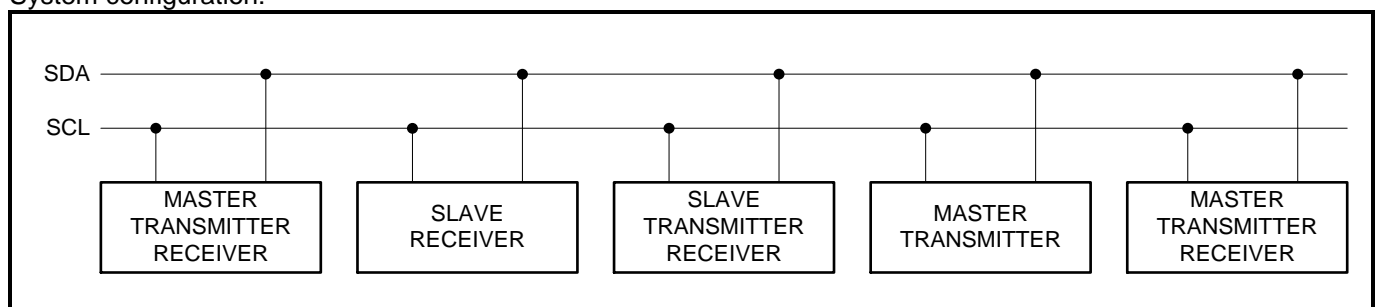 System configuration:
SDA
SCL
MASTER
TRANSMITTER
RECEIVER
SLAVE
RECEIVER
SLAVE
TRANSMITTER
RECEIVER
MASTER
TRANSMITTER
MASTER
TRANSMITTER
RECEIVER